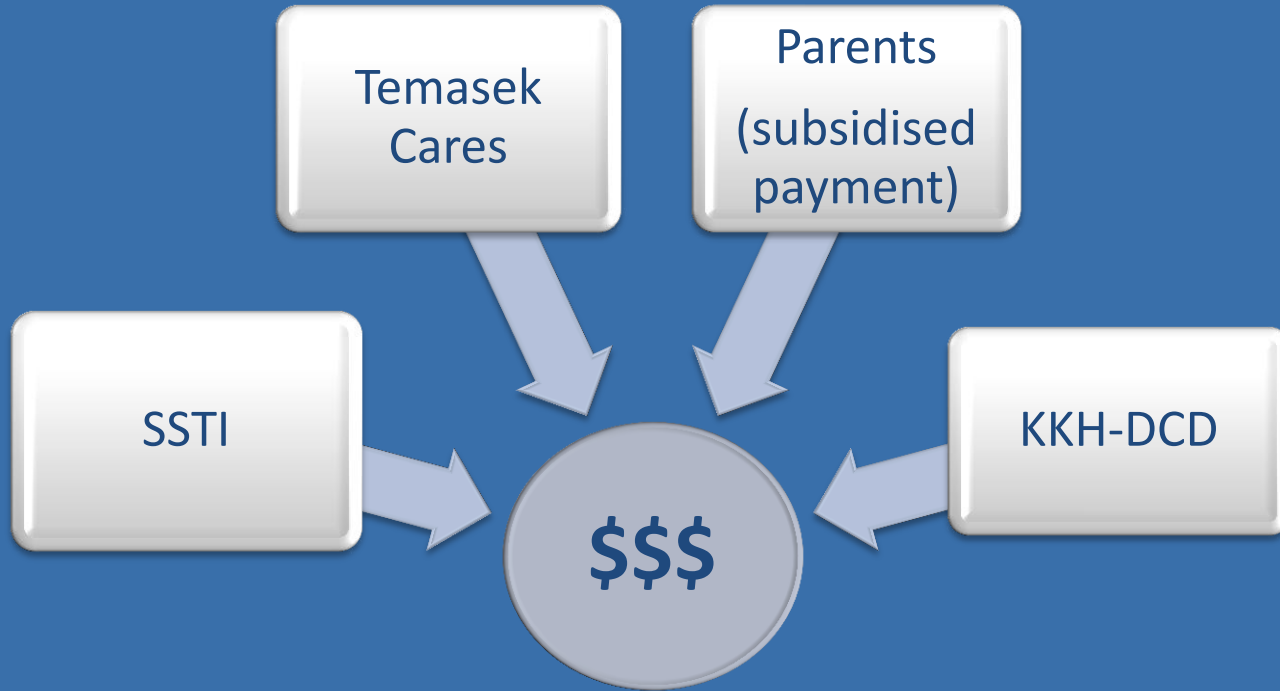 Temasek
Cares
Parents
(subsidised
payment)
SSTI
KKH-DCD
$$$